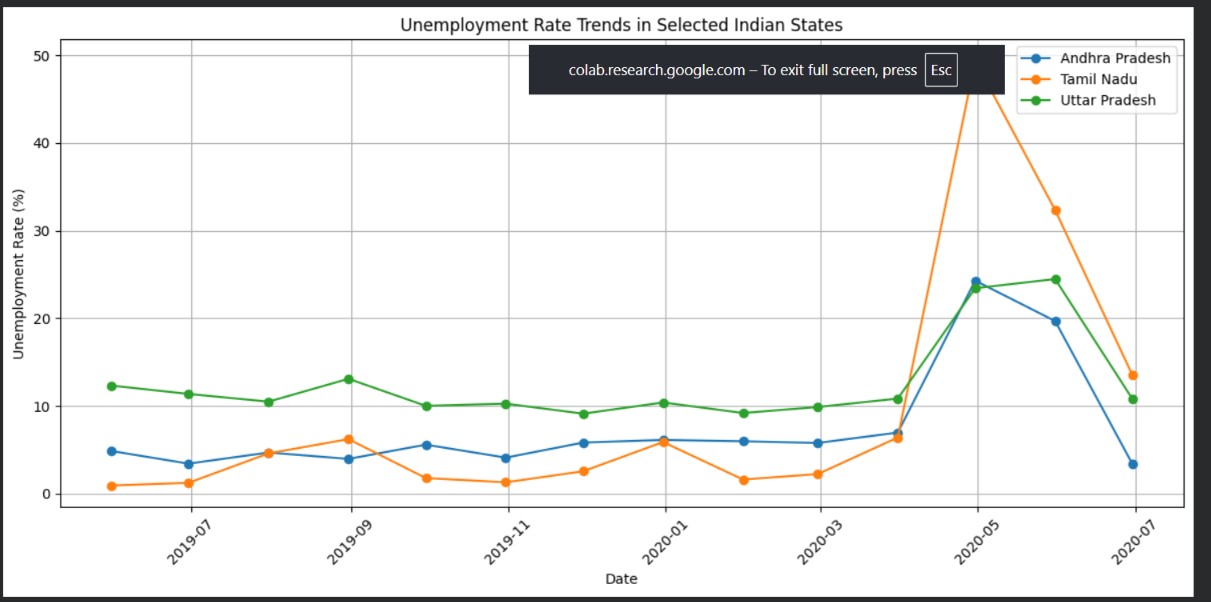 Unemployment Rate Trends in Selected Indian States
colab.research.google.com – To exit full screen, press Esc
Andhra Pradesh
Tamil Nadu
Uttar Pradesh
Unemployment Rate (%)
50
40
30
20
10
0
2019-07
2019-09
2019-11
2020-01
2020-03
2020-05
2020-07
Date